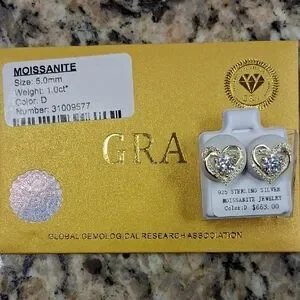 MOISSANITE
Size: 5.0mm
Weight: 1.0ct*
Color: D
Number: 31009577
GRA
925 STERLING SILVER
MOISSANITE JEWELRY
Color:D $663.00
GLOBAL GEMOLOGICAL RESEARCH ASSOCIATION